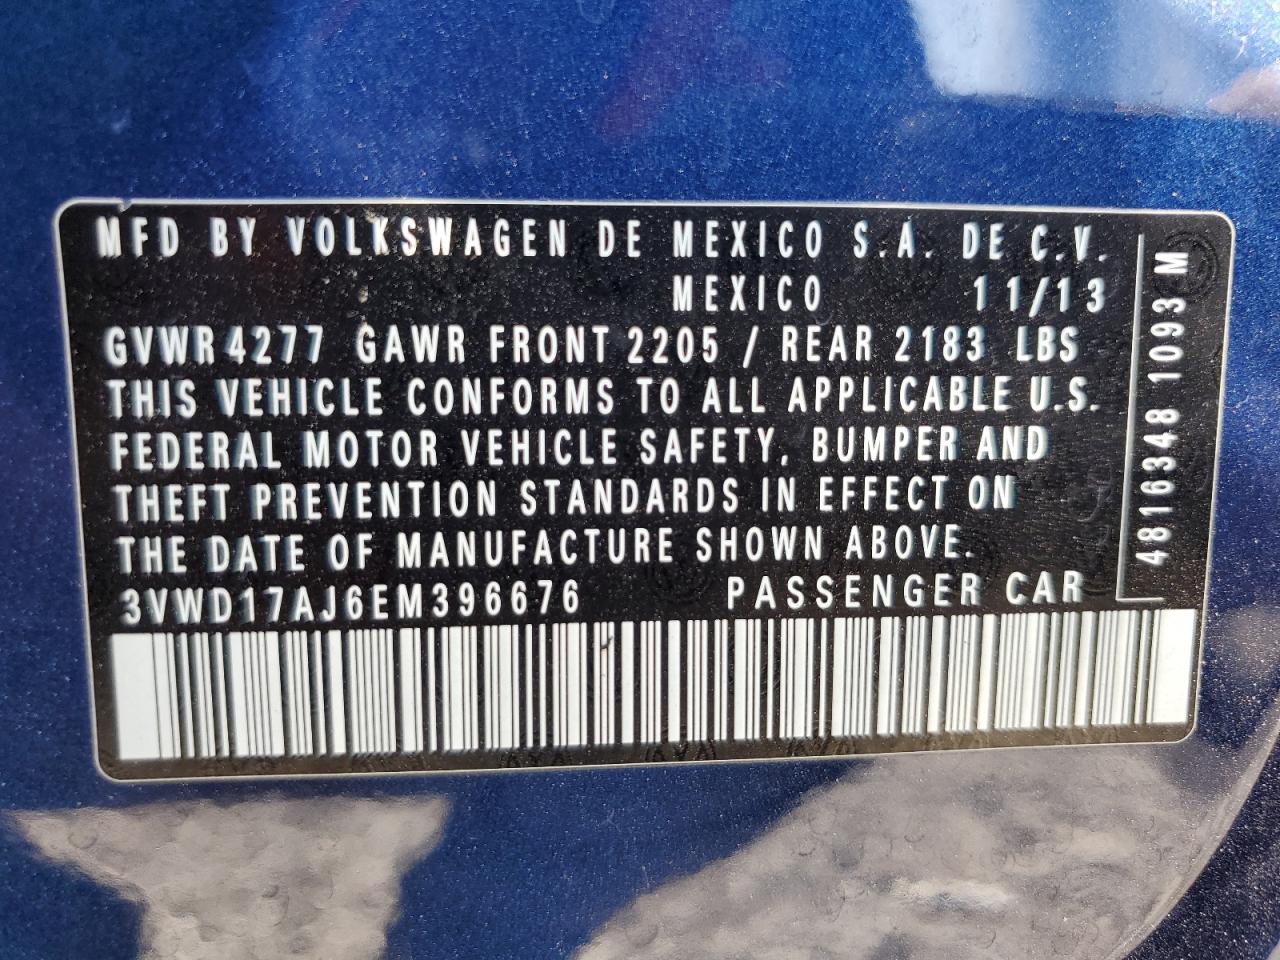 MFD BY VOLKSWAGEN DE MEXICO S.A. DE C.V.
MEXICO 11/13
GVWR 4277 GAWR FRONT 2205 / REAR 2183 LBS
THIS VEHICLE CONFORMS TO ALL APPLICABLE U.S.
FEDERAL MOTOR VEHICLE SAFETY, BUMPER AND
THEFT PREVENTION STANDARDS IN EFFECT ON
THE DATE OF MANUFACTURE SHOWN ABOVE.
3VWD17AJ6EM396676 PASSENGER CAR
4816348 1093 M